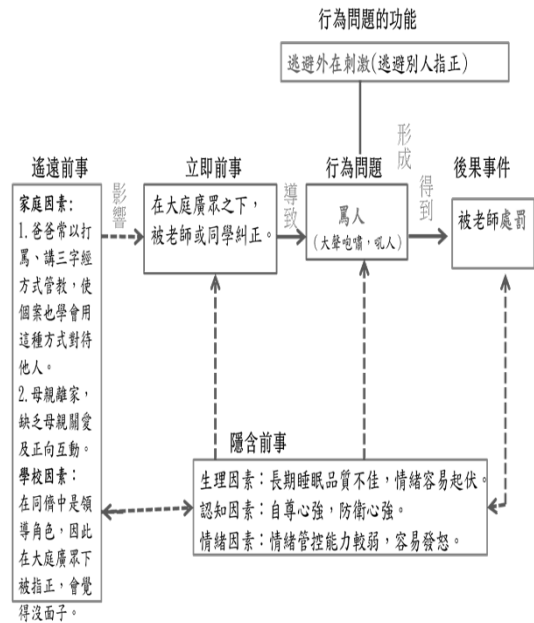 行為問題的功能
逃避外在刺激(逃避別人指正)
形成
遙遠前事
家庭因素:
1.爸爸常以打
罵、講三字經
方式管教，使
個案也學會用
這種方式對待
他人。
2.母親離家，
缺乏母親關愛
及正向互動。
學校因素:
在同儕中是領
導角色，因此
在大庭廣眾下
被指正，會覺
得沒面子。
影響
立即前事
在大庭廣眾之下，
被老師或同學糾正。
導致
行為問題
罵人
(大聲咆嘯，吼人)
得到
後果事件
被老師處罰
隱含前事
生理因素：長期睡眠品質不佳，情緒容易起伏。
認知因素：自尊心強，防衛心強。
情緒因素：情緒管控能力較弱，容易發怒。